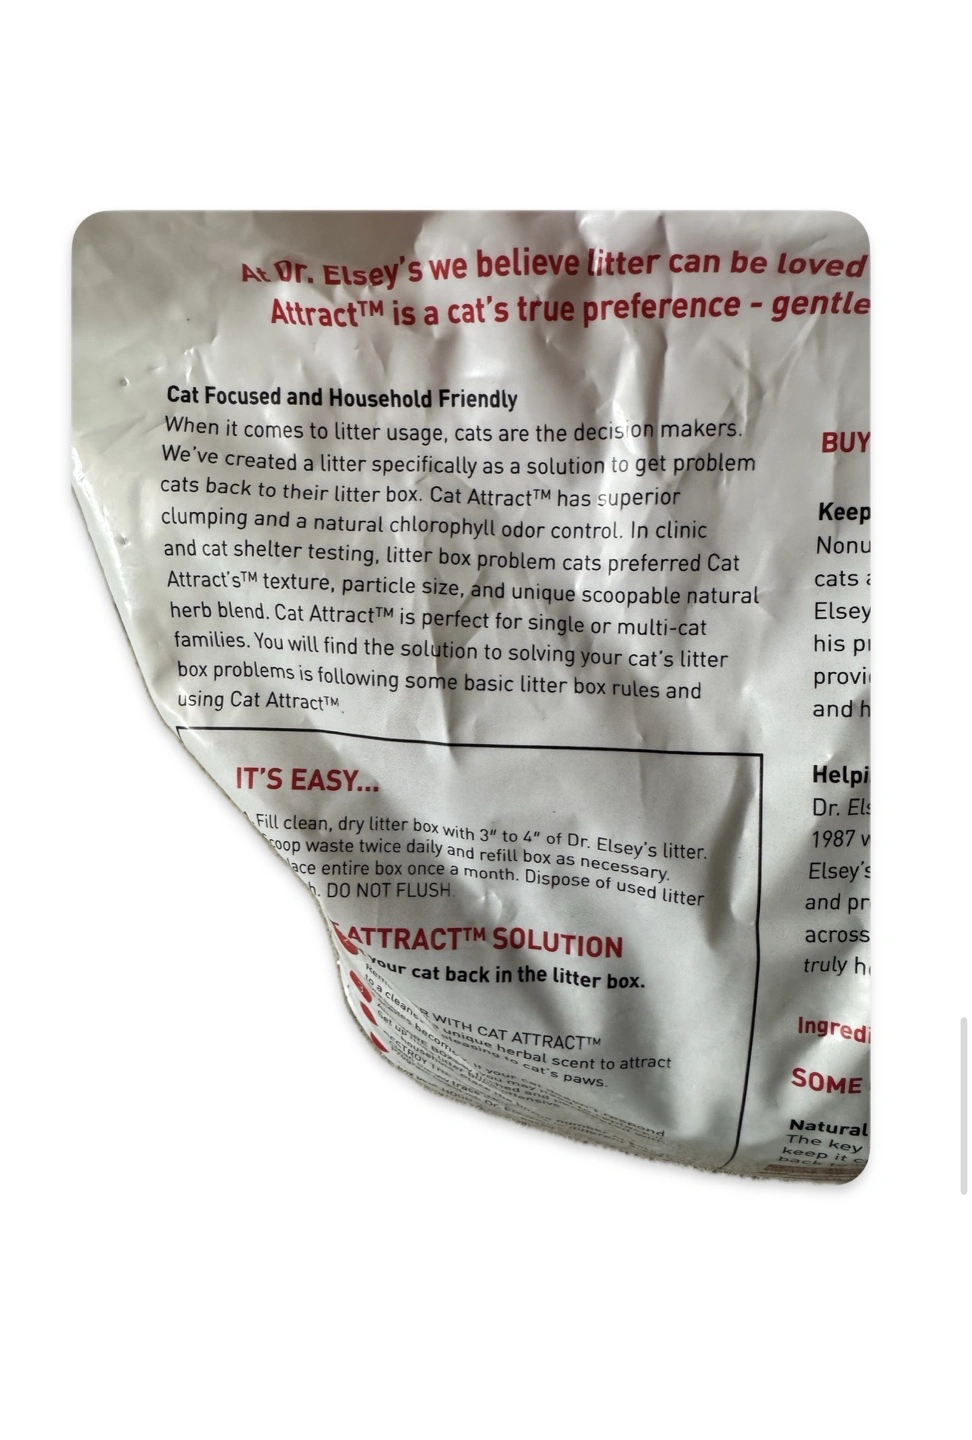 At Dr. Elsey's we believe litter can be loved
Attract™ is a cat's true preference - gentle
Cat Focused and Household Friendly
When it comes to litter usage, cats are the decision makers.
We've created a litter specifically as a solution to get problem
cats back to their litter box. Cat Attract™ has superior
clumping and a natural chlorophyll odor control. In clinic
and cat shelter testing, litter box problem cats preferred Cat
Attract's™ texture, particle size, and unique scoopable natural
herb blend. Cat Attract™ is perfect for single or multi-cat
families. You will find the solution to solving your cat's litter
box problems is following some basic litter box rules and
using Cat Attract™.
IT'S EASY...
Fill clean, dry litter box with 3" to 4" of Dr. Elsey's litter.
coop waste twice daily and refill box as necessary.
ace entire box once a month. Dispose of used litter
h. DO NOT FLUSH.
ATTRACT™ SOLUTION
your cat back in the litter box.
WITH CAT ATTRACT™
unique herbal scent to attract
pleasing to cat's paws.
BUY
Keep
Nonu
cats
Elsey
his pr
provi
and h
Helpi
Dr. Els
1987 w
Elsey's
and pr
across
truly h
Ingredi
SOME
Natural
The key
keep it c
back to